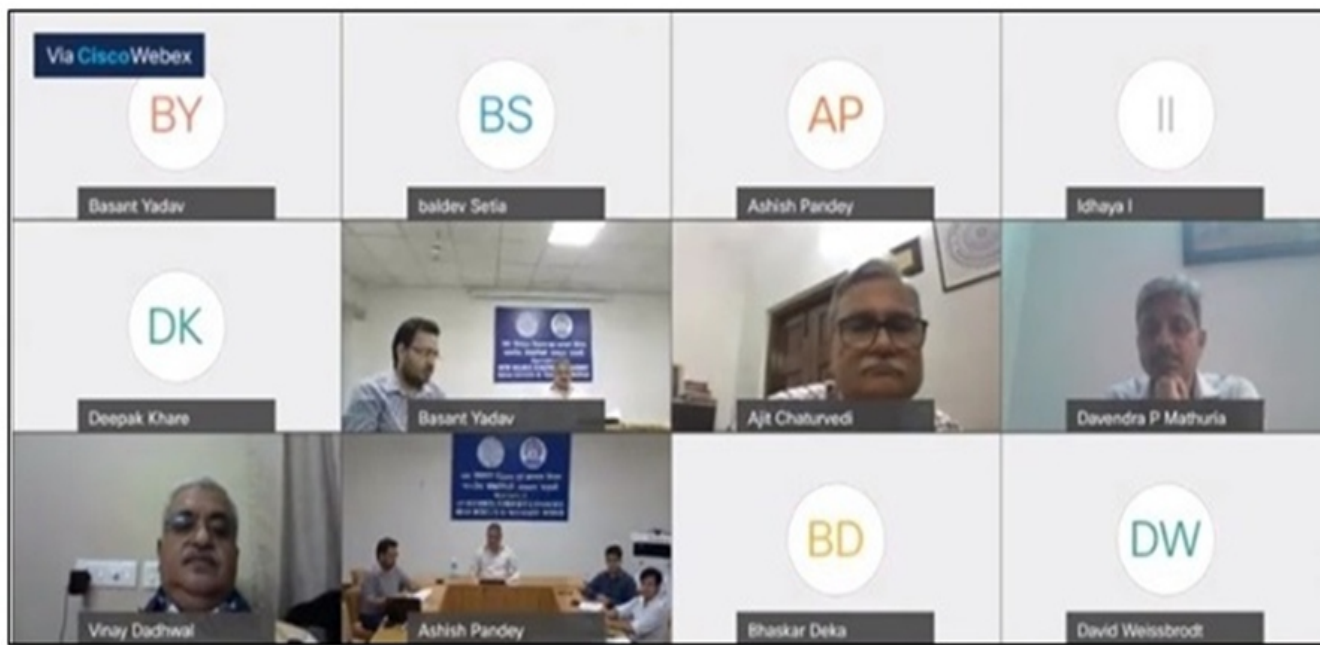 Via CiscoWebex
BY
BS
AP
II
Basant Yadav
baldev Setia
Ashish Pandey
Idhaya I
DK
Deepak Khare
Basant Yadav
Ajit Chaturvedi
Davendra P Mathuria
BD
DW
Vinay Dadhwal
Ashish Pandey
Bhaskar Deka
David Weissbrodt